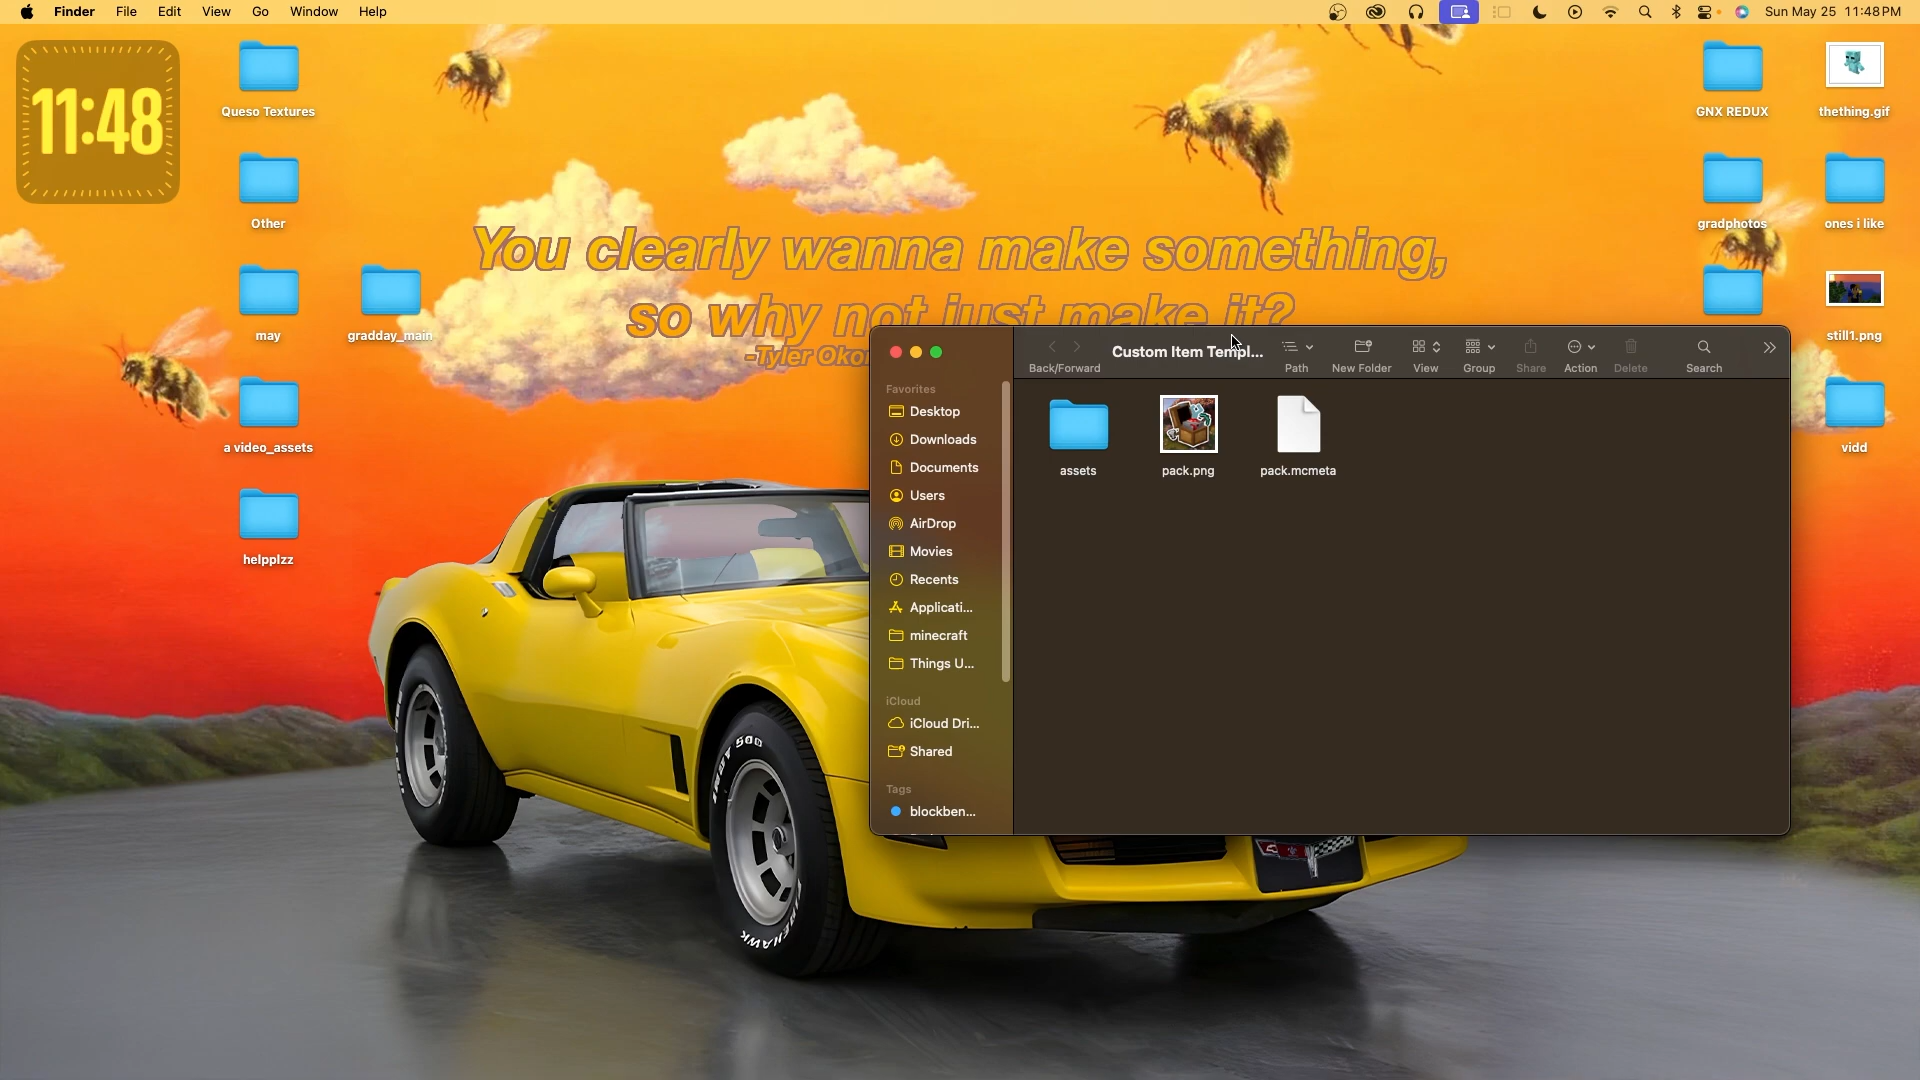 Finder File Edit View Go Window Help
Sun May 25 11:48 PM
11:48
Queso Textures
Other
may
gradday_main
a video_assets
helpplzz
GNX REDUX
thething.gif
gradphotos
ones i like
still1.png
vidd
You clearly wanna make something,
so why not just make it?
-Tyler Okon
Back/Forward
Custom Item Templ...
Path
New Folder
View
Group
Share
Action
Delete
Search
Favorites
Desktop
Downloads
Documents
Users
AirDrop
Movies
Recents
Applicati...
minecraft
Things U...
iCloud
iCloud Dri...
Shared
Tags
blockben...
assets
pack.png
pack.mcmeta